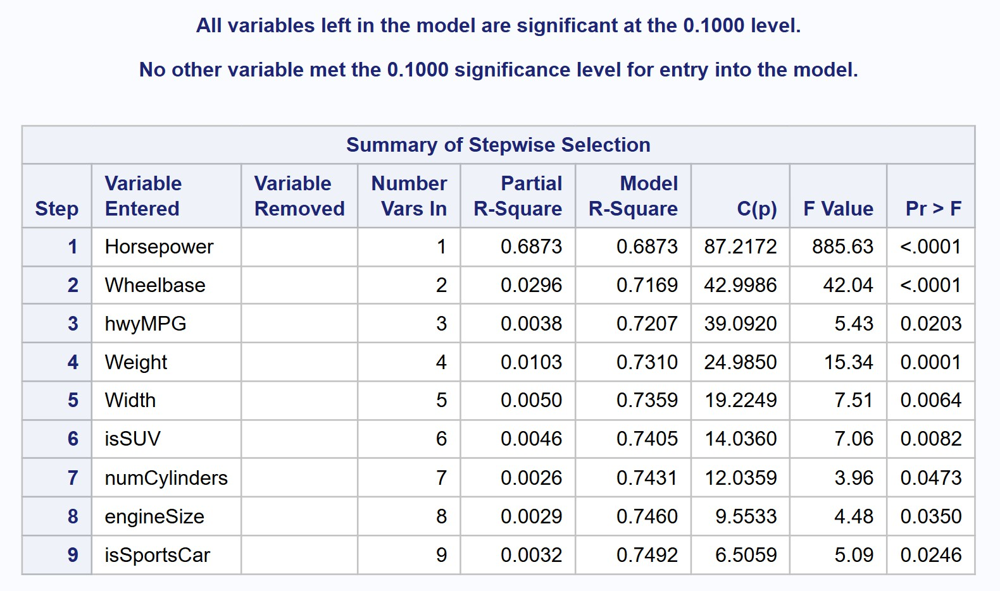 All variables left in the model are significant at the 0.1000 level.
No other variable met the 0.1000 significance level for entry into the model.
Summary of Stepwise Selection
Step Variable Entered Variable Removed Number Vars In Partial R-Square Model R-Square C(p) F Value Pr > F
1 Horsepower 1 0.6873 0.6873 87.2172 885.63 <.0001
2 Wheelbase 2 0.0296 0.7169 42.9986 42.04 <.0001
3 hwyMPG 3 0.0038 0.7207 39.0920 5.43 0.0203
4 Weight 4 0.0103 0.7310 24.9850 15.34 0.0001
5 Width 5 0.0050 0.7359 19.2249 7.51 0.0064
6 isSUV 6 0.0046 0.7405 14.0360 7.06 0.0082
7 numCylinders 7 0.0026 0.7431 12.0359 3.96 0.0473
8 engineSize 8 0.0029 0.7460 9.5533 4.48 0.0350
9 isSportsCar 9 0.0032 0.7492 6.5059 5.09 0.0246